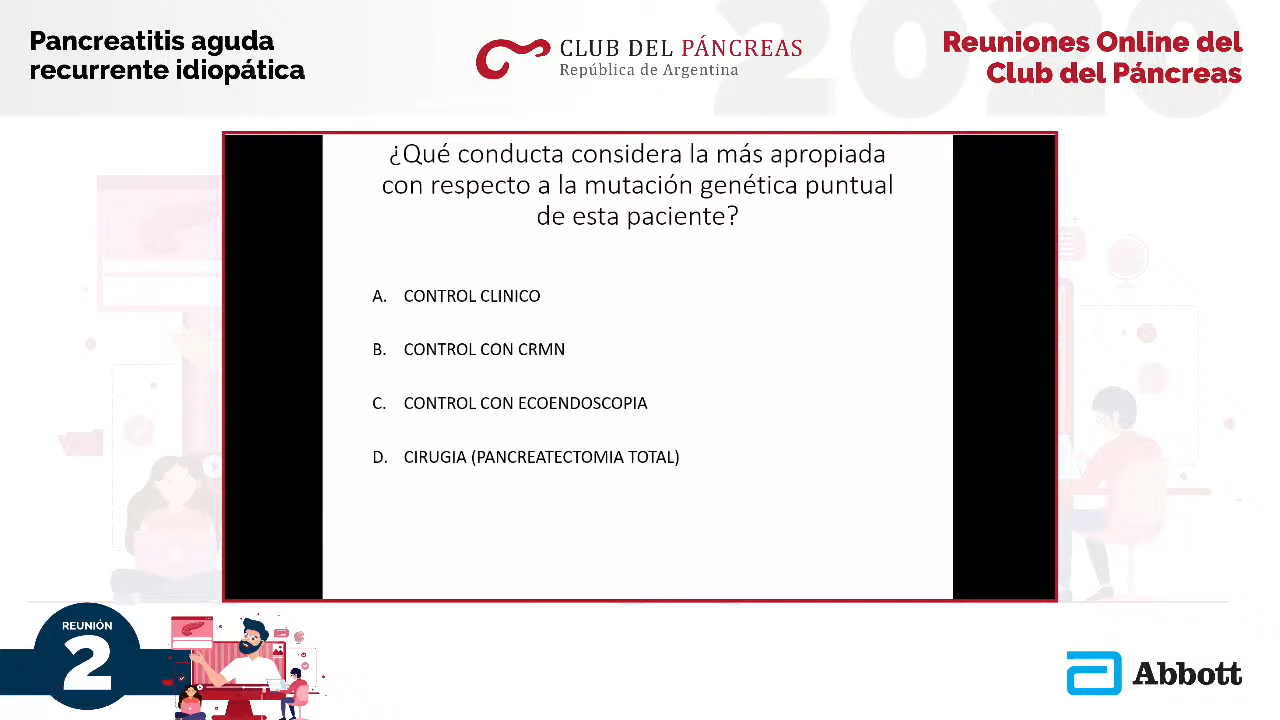 Pancreatitis aguda
recurrente idiopática
CLUB DEL PÁNCREAS
República de Argentina
2020
Reuniones Online del
Club del Páncreas
¿Qué conducta considera la más apropiada
con respecto a la mutación genética puntual
de esta paciente?
A. CONTROL CLINICO
B. CONTROL CON CRMN
C. CONTROL CON ECOENDOSCOPIA
D. CIRUGIA (PANCREATECTOMIA TOTAL)
REUNIÓN
2
Abbott